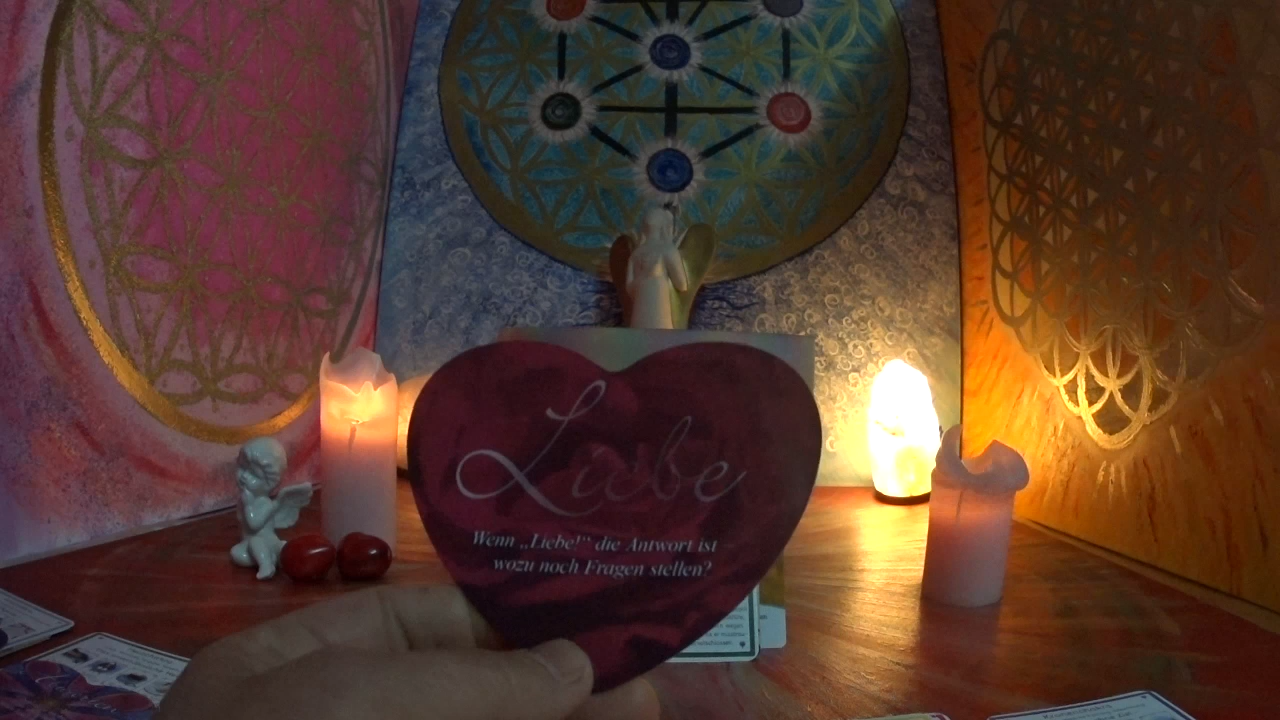 Liebe
Wenn „Liebe!“ die Antwort ist
wozu noch Fragen stellen?